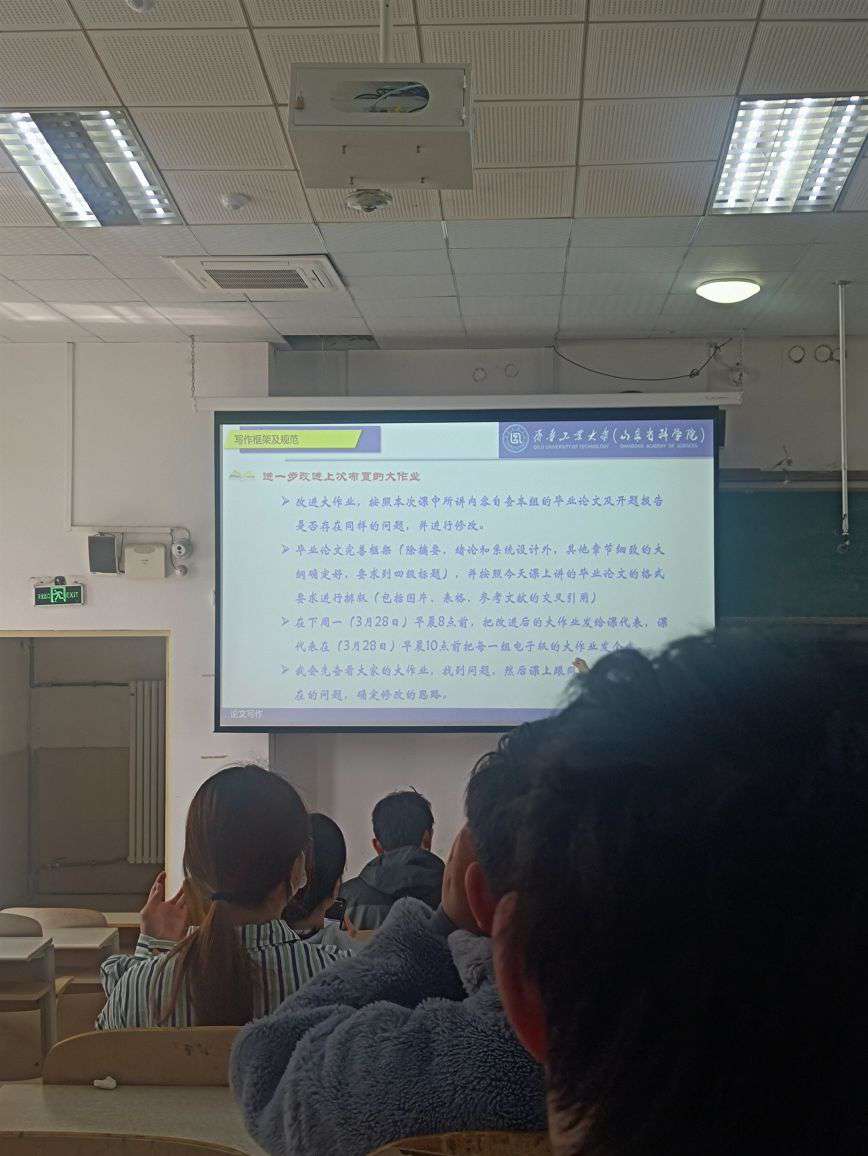 写作框架及规范
齐鲁工业大学(山东省科学院)
QILU UNIVERSITY OF TECHNOLOGY SHANDONG ACADEMY OF SCIENCES
进一步改进上次布置的大作业
➢ 改进大作业，按照本次课中所讲内容自查本组的毕业论文及开题报告
是否存在同样的问题，并进行修改。
➢ 毕业论文完善框架（除摘要、绪论和系统设计外，其他章节细致的大
纲确定好，要求到四级标题），并按照今天课上讲的毕业论文的格式
要求进行排版（包括图片、表格、参考文献的交叉引用）
➢ 在下周一（3月28日）早晨8点前，把改进后的大作业发给课代表，课
代表在（3月28日）早晨10点前把每一组电子版的大作业发
➢ 我会先查看大家的大作业，找到问题，然后课上跟
在的问题，确定修改的思路。
论文写作
EXIT